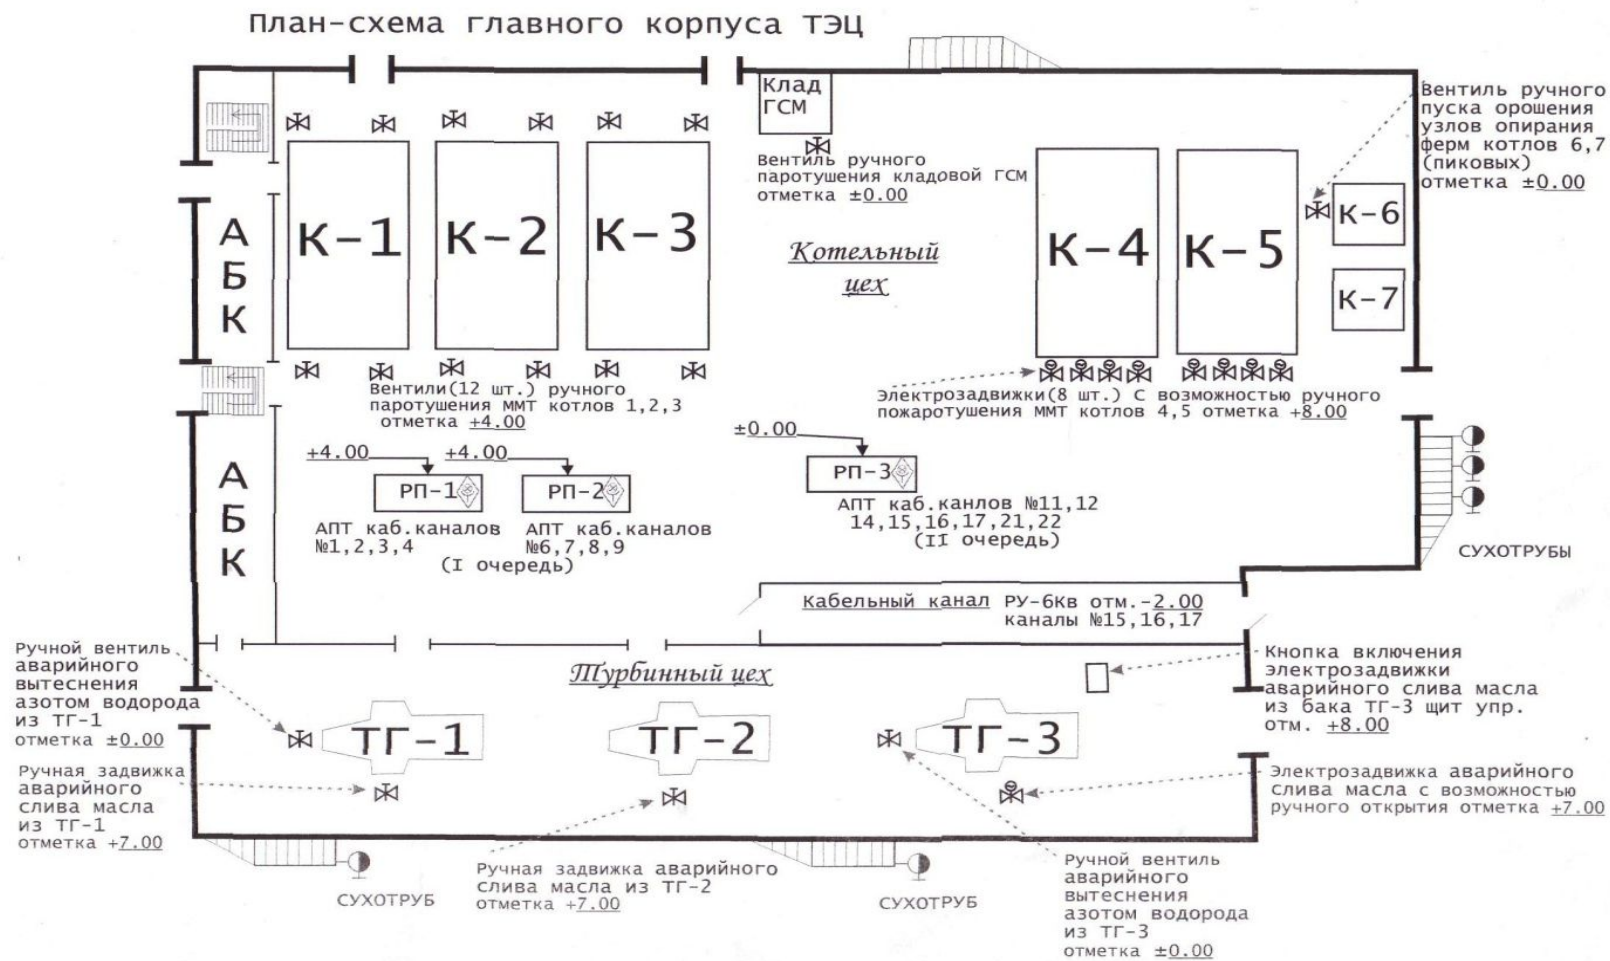 План-схема главного корпуса ТЭЦ
Клад
ГСМ
Вентиль ручного
паротушения кладовой ГСМ
отметка ±0.00
Вентиль ручного
пуска орошения
узлов опирания
ферм котлов 6,7
(пиковых)
отметка ±0.00
АБК
К-1
К-2
К-3
Котельный
цех
К-4
К-5
К-6
К-7
Вентили(12 шт.) ручного
паротушения ММТ котлов 1,2,3
отметка +4.00
Электрозадвижки(8 шт.) С возможностью ручного
пожаротушения ММТ котлов 4,5 отметка +8.00
АБК
+4.00
РП-1
АПТ каб.каналов
№1,2,3,4
+4.00
РП-2
АПТ каб.каналов
№6,7,8,9
(I очередь)
±0.00
РП-3
АПТ каб.канлов №11,12
14,15,16,17,21,22
(II очередь)
СУХОТРУБЫ
Кабельный канал РУ-6Кв отм.-2.00
каналы №15,16,17
Ручной вентиль
аварийного
вытеснения
азотом водорода
из ТГ-1
отметка ±0.00
Турбинный цех
Кнопка включения
электрозадвижки
аварийного слива масла
из бака ТГ-3 щит упр.
отм. +8.00
ТГ-1
ТГ-2
ТГ-3
Ручная задвижка
аварийного
слива масла
из ТГ-1
отметка +7.00
Электрозадвижка аварийного
слива масла с возможностью
ручного открытия отметка +7.00
СУХОТРУБ
Ручная задвижка аварийного
слива масла из ТГ-2
отметка +7.00
СУХОТРУБ
Ручной вентиль
аварийного
вытеснения
азотом водорода
из ТГ-3
отметка ±0.00